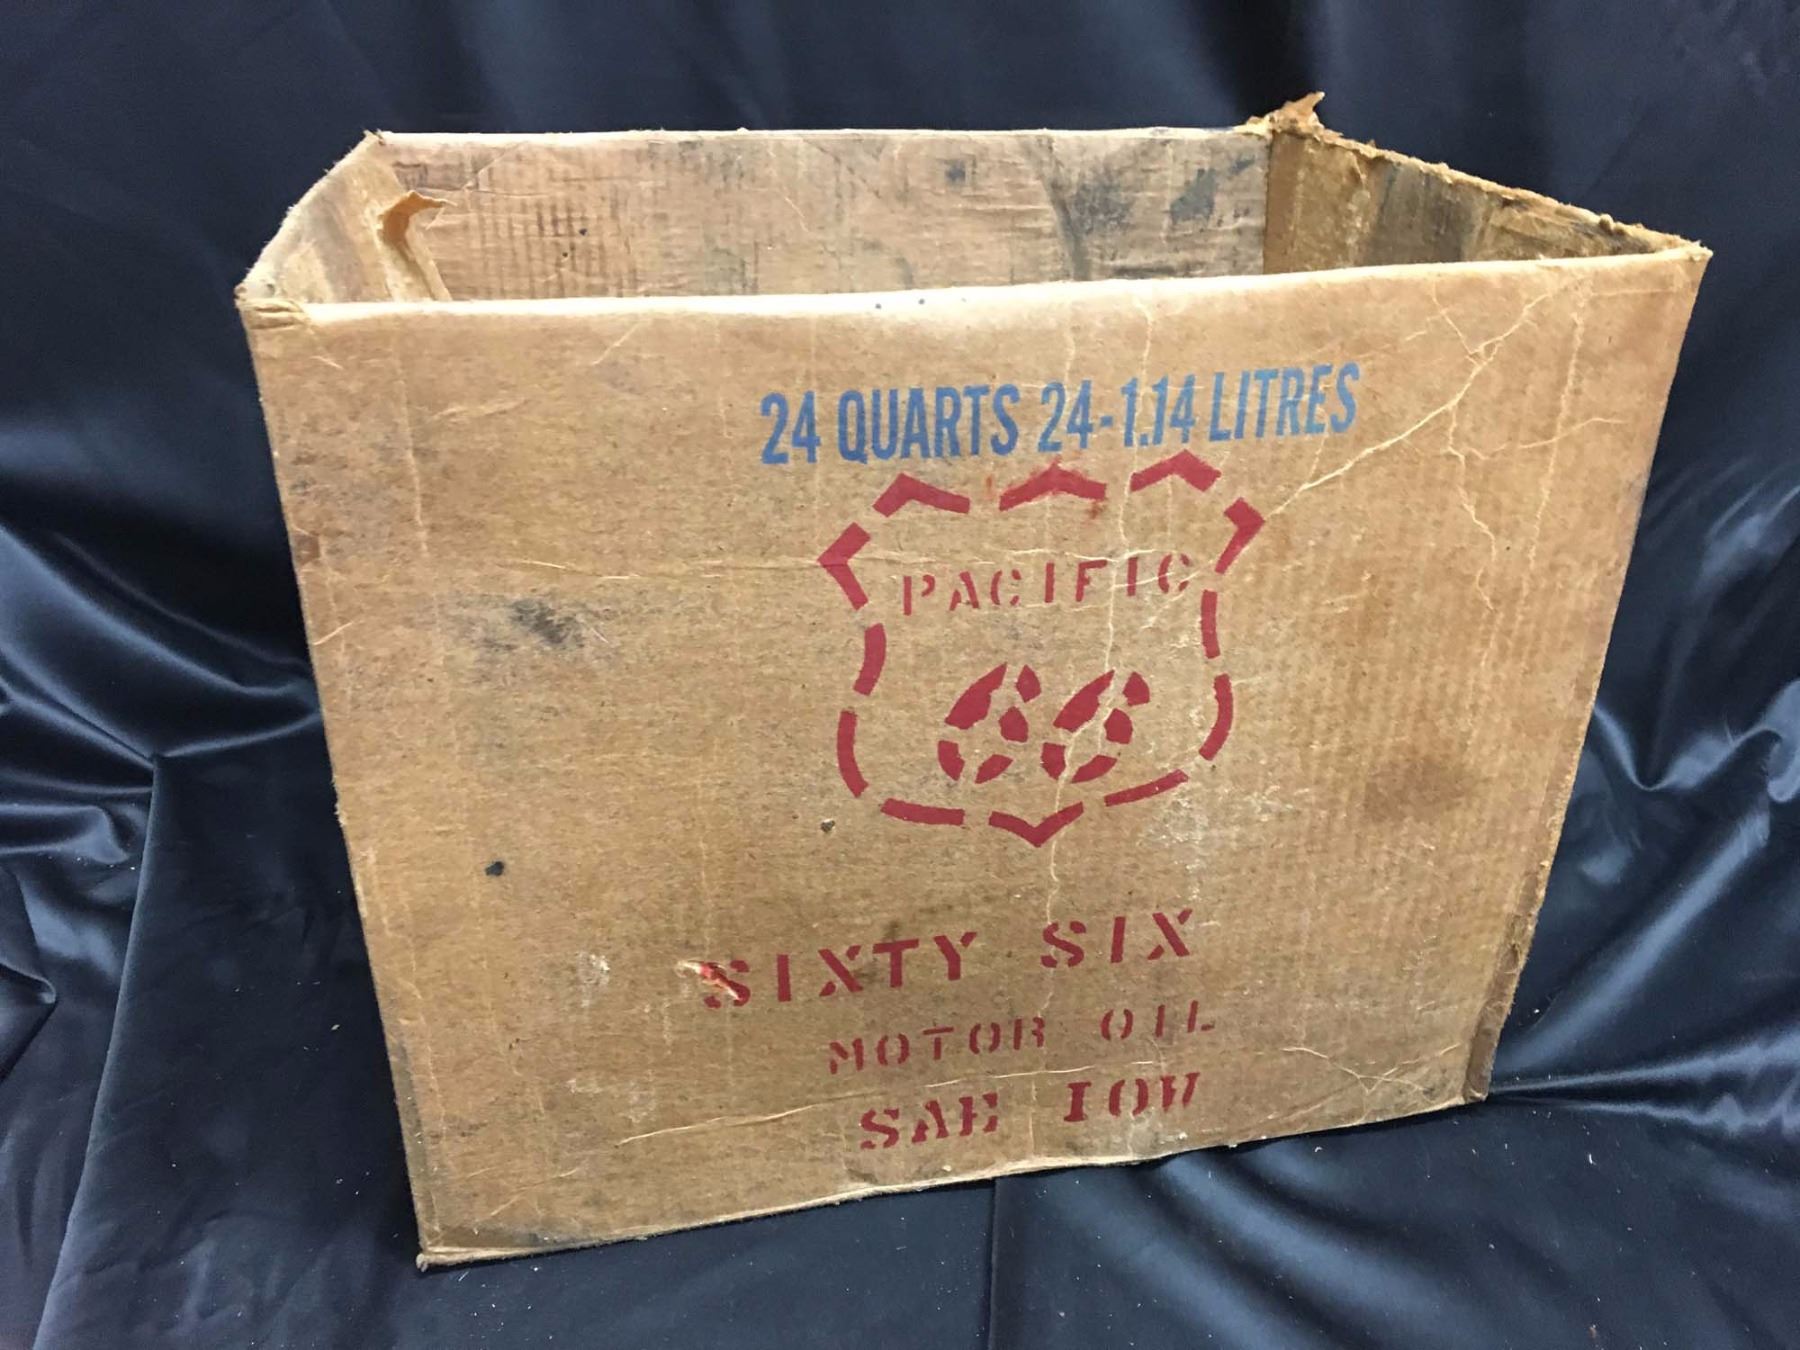 24 QUARTS 24-1.14 LITRES
PACIFIC
66
SIXTY SIX
MOTOR OIL
SAE 10W